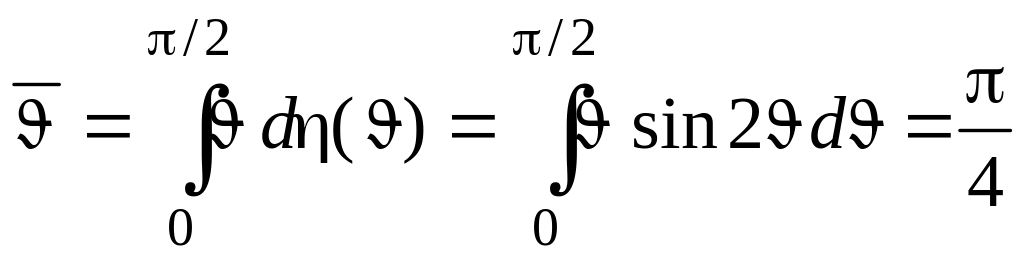 ϑ̅ = ∫₀^{π/2} ϑ dη(ϑ) = ∫₀^{π/2} ϑ sin 2ϑ dϑ = π/4